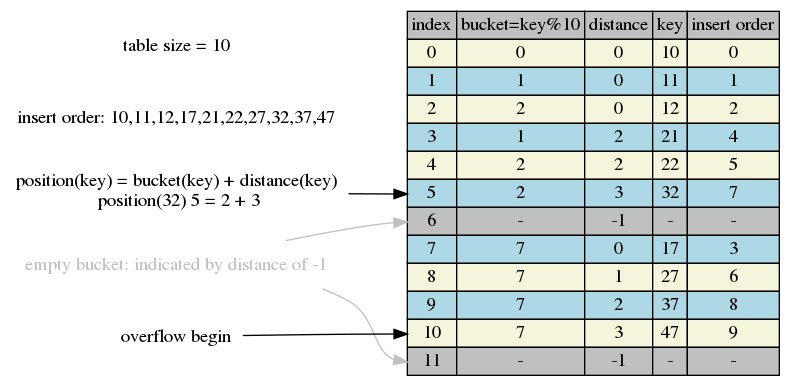 table size = 10
insert order: 10,11,12,17,21,22,27,32,37,47
position(key) = bucket(key) + distance(key)
position(32) 5 = 2 + 3
empty bucket: indicated by distance of -1
overflow begin
index bucket=key%10 distance key insert order
0 0 0 10 0
1 1 0 11 1
2 2 0 12 2
3 1 2 21 4
4 2 2 22 5
5 2 3 32 7
6 - -1 - -
7 7 0 17 3
8 7 1 27 6
9 7 2 37 8
10 7 3 47 9
11 - -1 - -